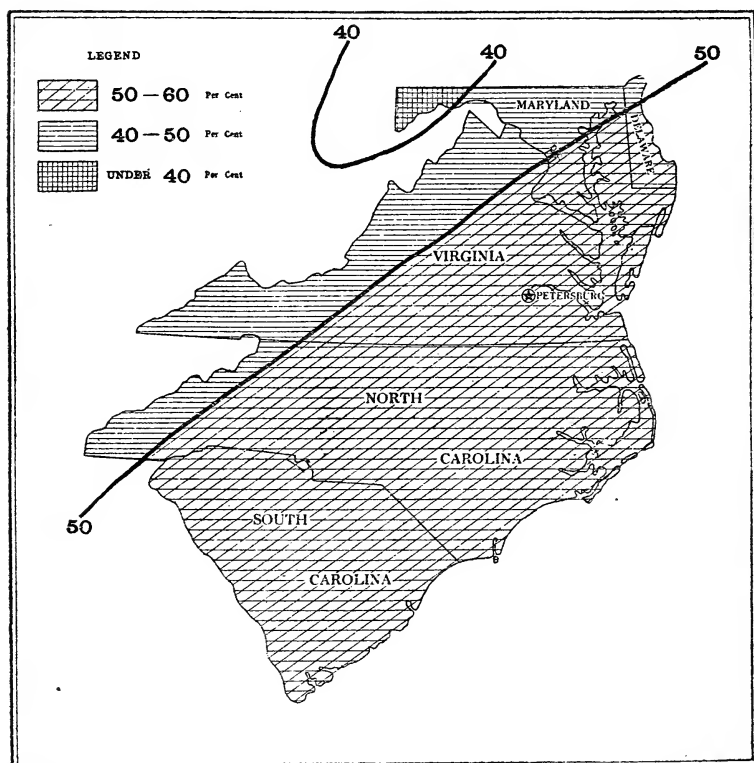 40
40
50
LEGEND
50-60 Per Cent
40-50 Per Cent
UNDER 40 Per Cent
MARYLAND
DELAWARE
VIRGINIA
PETERSBURG
NORTH
CAROLINA
50
SOUTH
CAROLINA